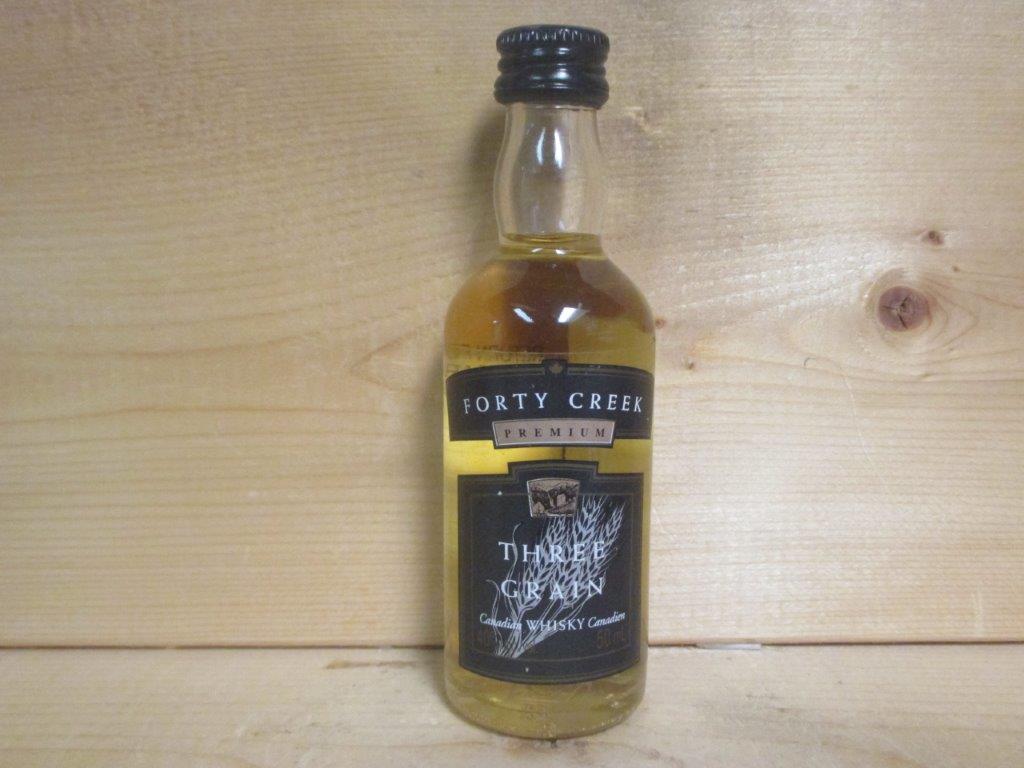 FORTY CREEK
PREMIUM
THREE
GRAIN
Canadian WHISKY Canadien
50 mL